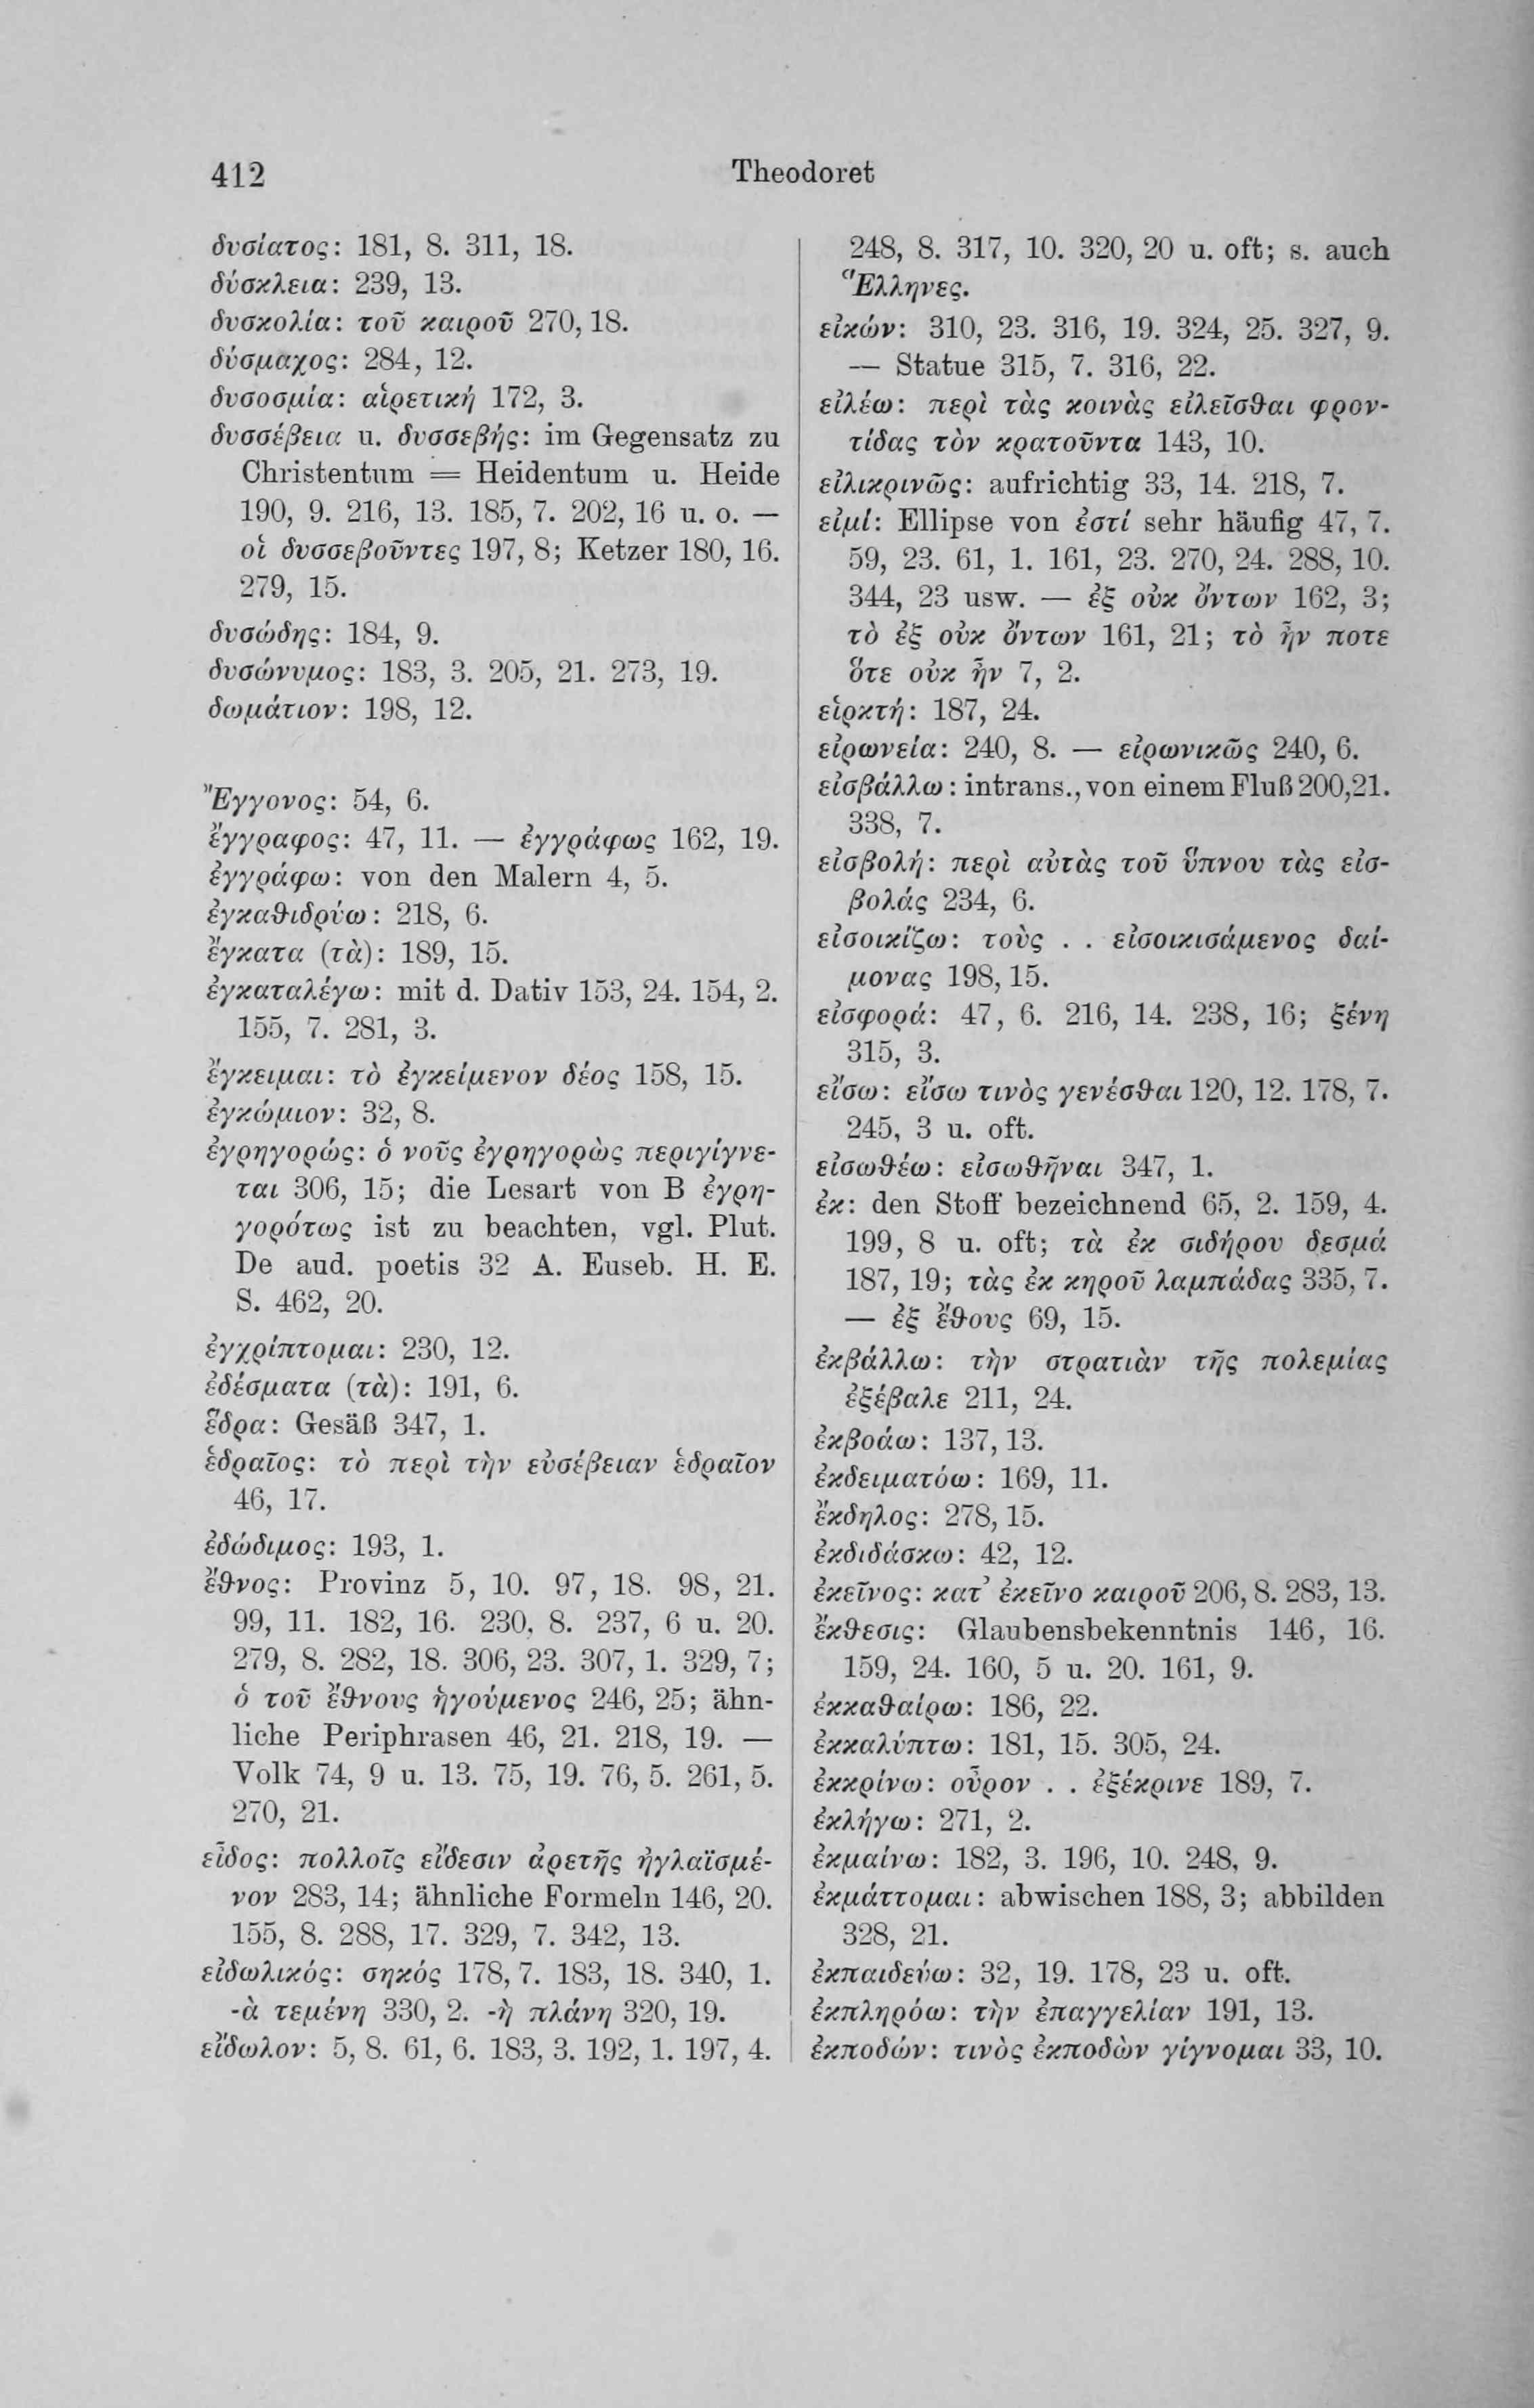 412
Theodoret
δυσίατος: 181, 8. 311, 18.
δύσκλεια: 239, 13.
δυσκολία: τοῦ καιροῦ 270, 18.
δύσμαχος: 284, 12.
δυσοσμία: αἱρετική 172, 3.
δυσσέβεια u. δυσσεβής: im Gegensatz zu
Christentum = Heidentum u. Heide
190, 9. 216, 13. 185, 7. 202, 16 u. o. —
οἱ δυσσεβοῦντες 197, 8; Ketzer 180, 16.
279, 15.
δυσώδης: 184, 9.
δυσώνυμος: 183, 3. 205, 21. 273, 19.
δωμάτιον: 198, 12.
Ἔγγονος: 54, 6.
ἔγγραφος: 47, 11. — ἐγγράφως 162, 19.
ἐγγράφω: von den Malern 4, 5.
ἐγκαθιδρύω: 218, 6.
ἔγκατα (τὰ): 189, 15.
ἐγκαταλέγω: mit d. Dativ 153, 24. 154, 2.
155, 7. 281, 3.
ἔγκειμαι: τὸ ἐγκείμενον δέος 158, 15.
ἐγκώμιον: 32, 8.
ἐγρηγορώς: ὁ νοῦς ἐγρηγορὼς περιγίγνε-
ται 306, 15; die Lesart von B ἐγρη-
γορότως ist zu beachten, vgl. Plut.
De aud. poetis 32 A. Euseb. H. E.
S. 462, 20.
ἐγχρίπτομαι: 230, 12.
ἐδέσματα (τὰ): 191, 6.
ἕδρα: Gesäß 347, 1.
ἑδραῖος: τὸ περὶ τὴν εὐσέβειαν ἑδραῖον
46, 17.
ἐδώδιμος: 193, 1.
ἔθνος: Provinz 5, 10. 97, 18. 98, 21.
99, 11. 182, 16. 230, 8. 237, 6 u. 20.
279, 8. 282, 18. 306, 23. 307, 1. 329, 7;
ὁ τοῦ ἔθνους ἡγούμενος 246, 25; ähn-
liche Periphrasen 46, 21. 218, 19. —
Volk 74, 9 u. 13. 75, 19. 76, 5. 261, 5.
270, 21.
εἶδος: πολλοῖς εἴδεσιν ἀρετῆς ἠγλαϊσμέ-
νον 283, 14; ähnliche Formeln 146, 20.
155, 8. 288, 17. 329, 7. 342, 13.
εἰδωλικός: σηκός 178, 7. 183, 18. 340, 1.
-ὰ τεμένη 330, 2. -ὴ πλάνη 320, 19.
εἴδωλον: 5, 8. 61, 6. 183, 3. 192, 1. 197, 4.
248, 8. 317, 10. 320, 20 u. oft; s. auch
Ἕλληνες.
εἰκών: 310, 23. 316, 19. 324, 25. 327, 9.
— Statue 315, 7. 316, 22.
εἰλέω: περὶ τὰς κοινὰς εἰλεῖσθαι φρον-
τίδας τὸν κρατοῦντα 143, 10.
εἰλικρινῶς: aufrichtig 33, 14. 218, 7.
εἰμί: Ellipse von ἐστί sehr häufig 47, 7.
59, 23. 61, 1. 161, 23. 270, 24. 288, 10.
344, 23 usw. — ἐξ οὐκ ὄντων 162, 3;
τὸ ἐξ οὐκ ὄντων 161, 21; τὸ ἦν ποτε
ὅτε οὐκ ἦν 7, 2.
εἱρκτή: 187, 24.
εἰρωνεία: 240, 8. — εἰρωνικῶς 240, 6.
εἰσβάλλω: intrans., von einem Fluß 200, 21.
338, 7.
εἰσβολή: περὶ αὐτὰς τοῦ ὕπνου τὰς εἰσ-
βολάς 234, 6.
εἰσοικίζω: τοὺς . . εἰσοικισάμενος δαί-
μονας 198, 15.
εἰσφορά: 47, 6. 216, 14. 238, 16; ξένη
315, 3.
εἴσω: εἴσω τινὸς γενέσθαι 120, 12. 178, 7.
245, 3 u. oft.
εἰσωθέω: εἰσωθῆναι 347, 1.
ἐκ: den Stoff bezeichnend 65, 2. 159, 4.
199, 8 u. oft; τὰ ἐκ σιδήρου δεσμά
187, 19; τὰς ἐκ κηροῦ λαμπάδας 335, 7.
— ἐξ ἔθους 69, 15.
ἐκβάλλω: τὴν στρατιὰν τῆς πολεμίας
ἐξέβαλε 211, 24.
ἐκβοάω: 137, 13.
ἐκδειματόω: 169, 11.
ἔκδηλος: 278, 15.
ἐκδιδάσκω: 42, 12.
ἐκεῖνος: κατ’ ἐκεῖνο καιροῦ 206, 8. 283, 13.
ἔκθεσις: Glaubensbekenntnis 146, 16.
159, 24. 160, 5 u. 20. 161, 9.
ἐκκαθαίρω: 186, 22.
ἐκκαλύπτω: 181, 15. 305, 24.
ἐκκρίνω: οὖρον . . ἐξέκρινε 189, 7.
ἐκλήγω: 271, 2.
ἐκμαίνω: 182, 3. 196, 10. 248, 9.
ἐκμάττομαι: abwischen 188, 3; abbilden
328, 21.
ἐκπαιδεύω: 32, 19. 178, 23 u. oft.
ἐκπληρόω: τὴν ἐπαγγελίαν 191, 13.
ἐκποδών: τινὸς ἐκποδὼν γίγνομαι 33, 10.